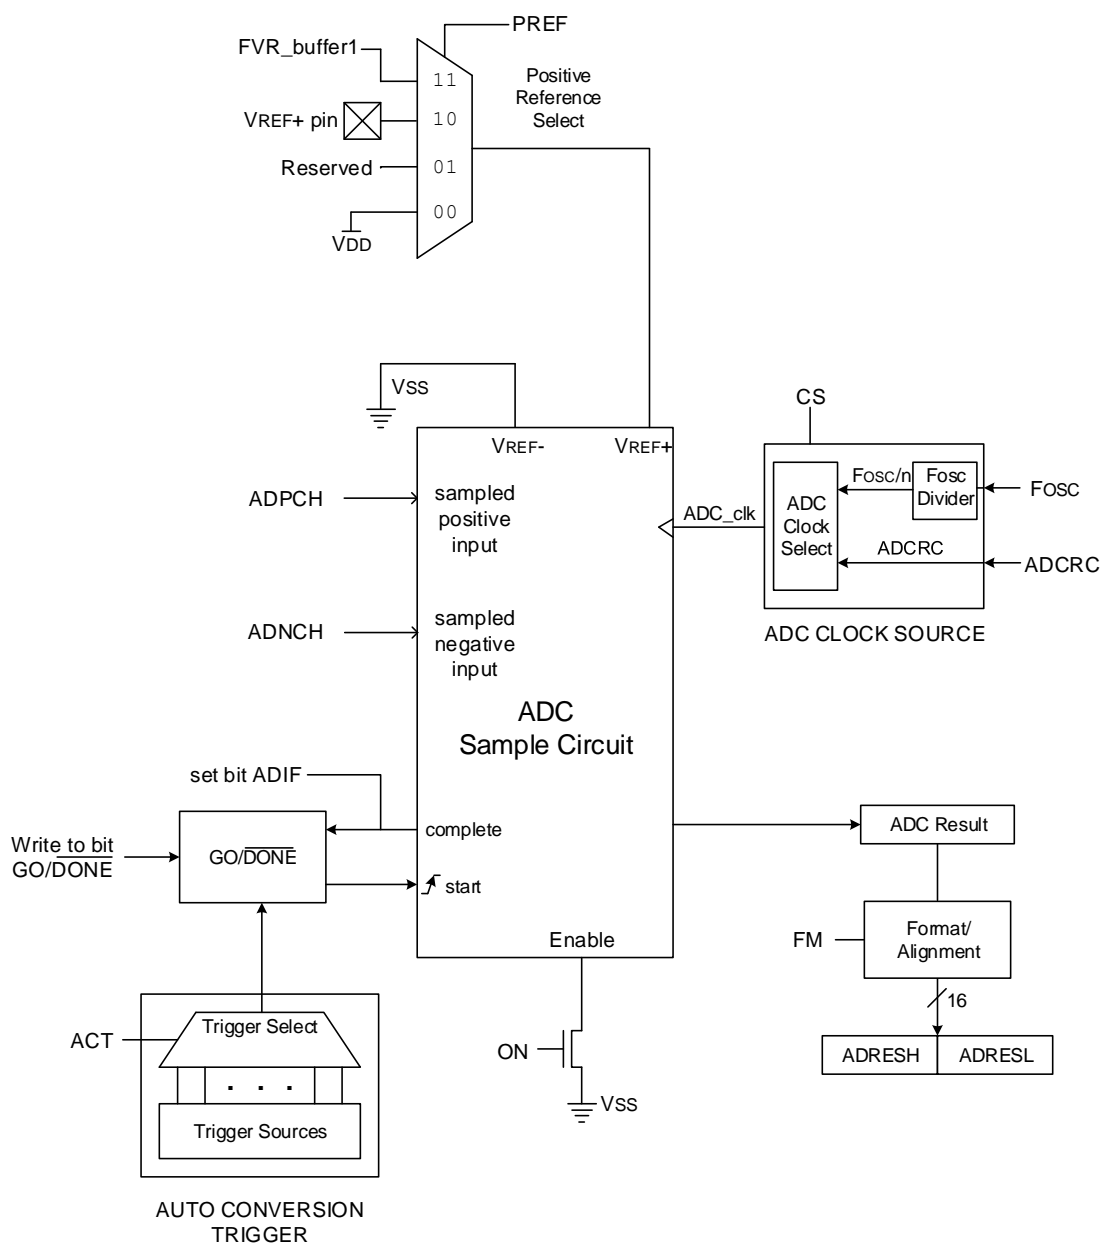 PREF
FVR_buffer1
11
Positive
Reference
Select
VREF+ pin
10
Reserved
01
00
VDD
VSS
CS
VREF-
VREF+
ADPCH
sampled
positive
input
ADC_clk
ADC
Clock
Select
FOSC/n
Fosc
Divider
FOSC
ADCRC
ADCRC
ADC CLOCK SOURCE
ADNCH
sampled
negative
input
ADC
Sample Circuit
set bit ADIF
complete
ADC Result
Write to bit
GO/DONE
GO/DONE
start
Enable
FM
Format/
Alignment
16
ADRESH
ADRESL
ACT
Trigger Select
. . .
Trigger Sources
ON
VSS
AUTO CONVERSION
TRIGGER